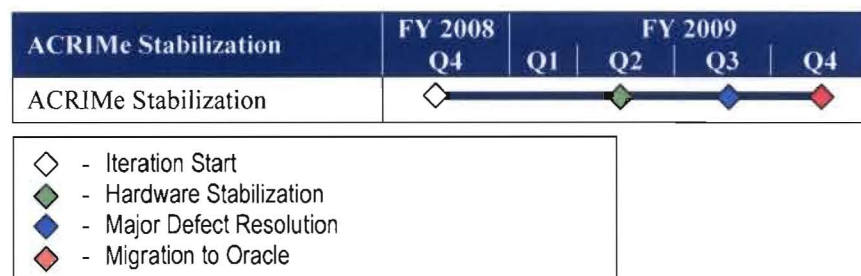 ACRIMe Stabilization FY 2008 FY 2009
Q4 Q1 Q2 Q3 Q4
ACRIMe Stabilization
- Iteration Start
- Hardware Stabilization
- Major Defect Resolution
- Migration to Oracle